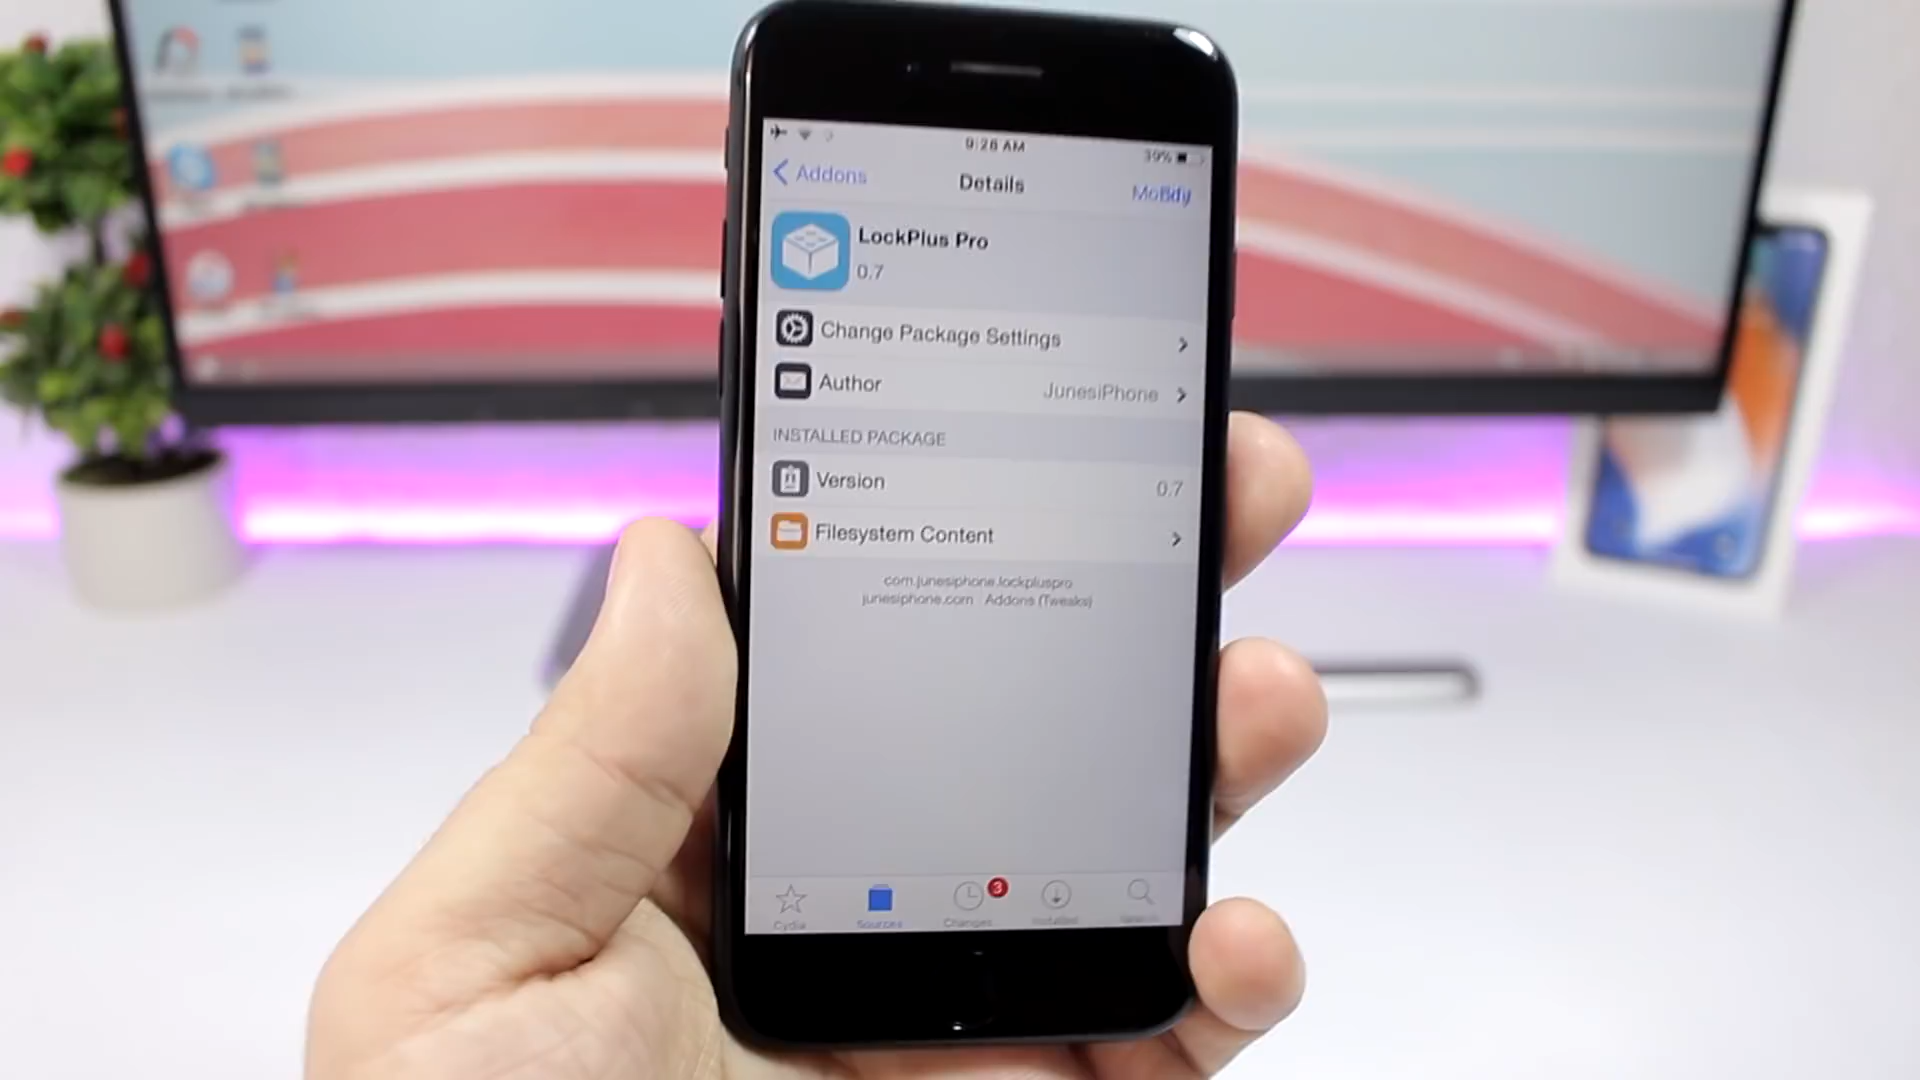 9:26 AM
39%
Addons
Details
Modify
LockPlus Pro
0.7
Change Package Settings
Author
JunesiPhone
INSTALLED PACKAGE
Version
0.7
Filesystem Content
com.junesiphone.lockpluspro
junesiphone.com · Addons (Tweaks)
Cydia
Sources
Changes
3
Installed
Search